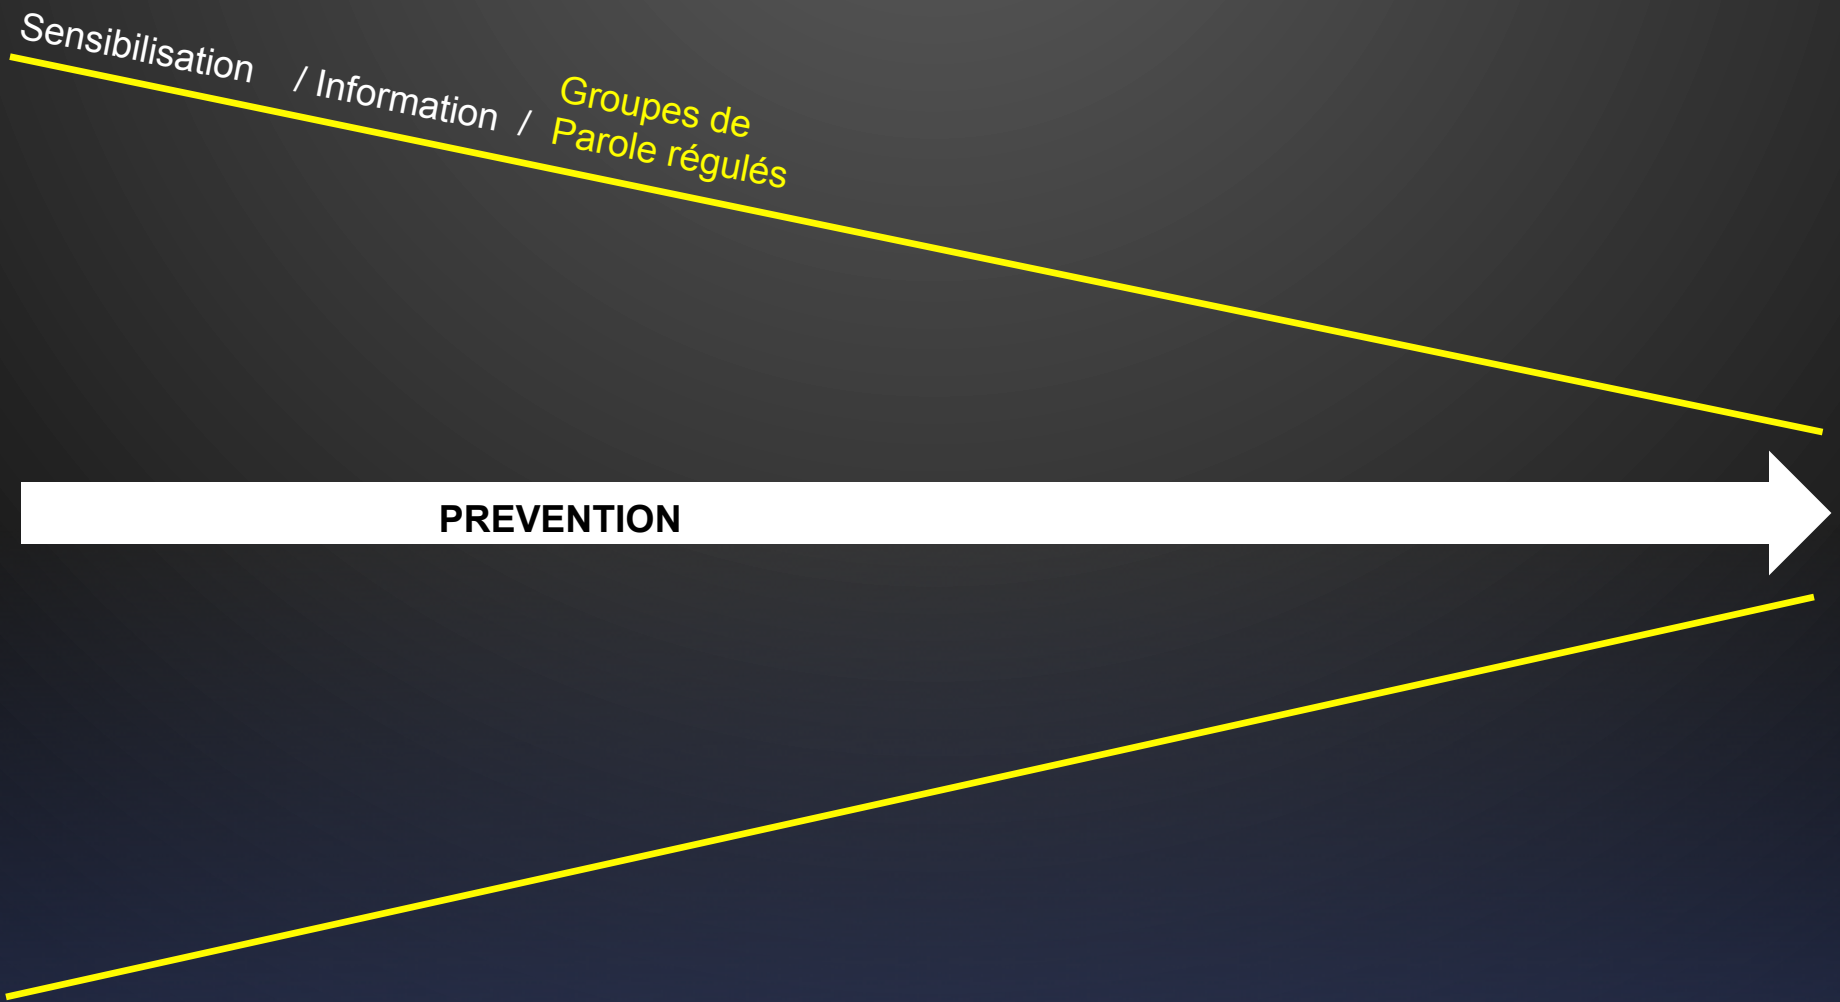 Sensibilisation / Information /
Groupes de
Parole régulés
PREVENTION